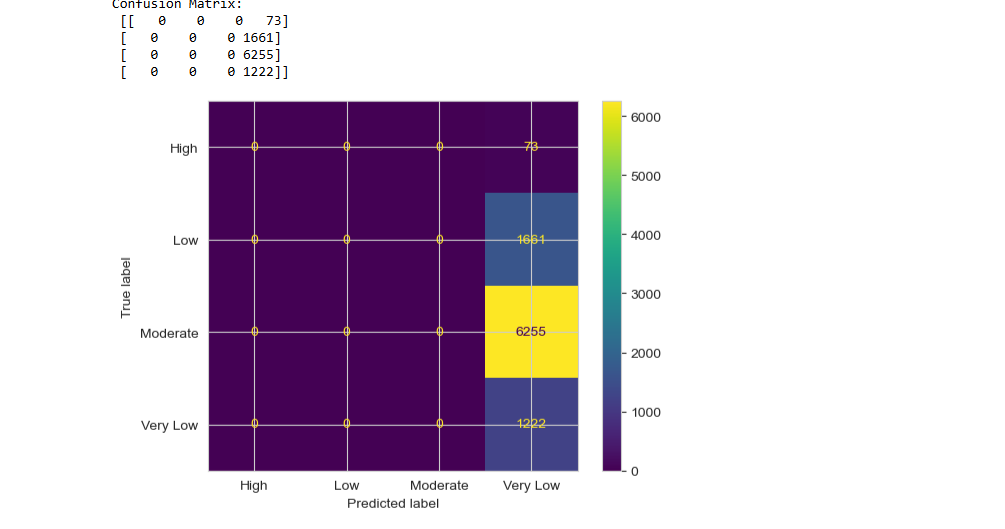 Confusion Matrix:
[[ 0 0 0 73]
[ 0 0 0 1661]
[ 0 0 0 6255]
[ 0 0 0 1222]]
High 0 0 0 73
Low 0 0 0 1661
Moderate 0 0 0 6255
Very Low 0 0 0 1222
True label
High Low Moderate Very Low
Predicted label
6000
5000
4000
3000
2000
1000
0